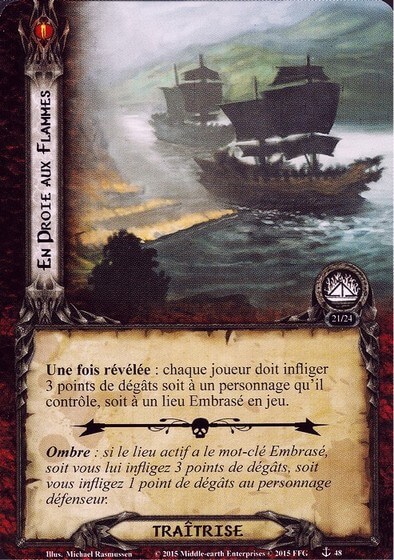 En Proie aux Flammes
21/24
Une fois révélée : chaque joueur doit infliger
3 points de dégâts soit à un personnage qu'il
contrôle, soit à un lieu Embrasé en jeu.
Ombre : si le lieu actif a le mot-clé Embrasé,
soit vous lui infligez 3 points de dégâts, soit
vous infligez 1 point de dégâts au personnage
défenseur.
TRAÎTRISE
Illus. Michael Rasmussen © 2015 Middle-earth Enterprises © 2015 FFG 48